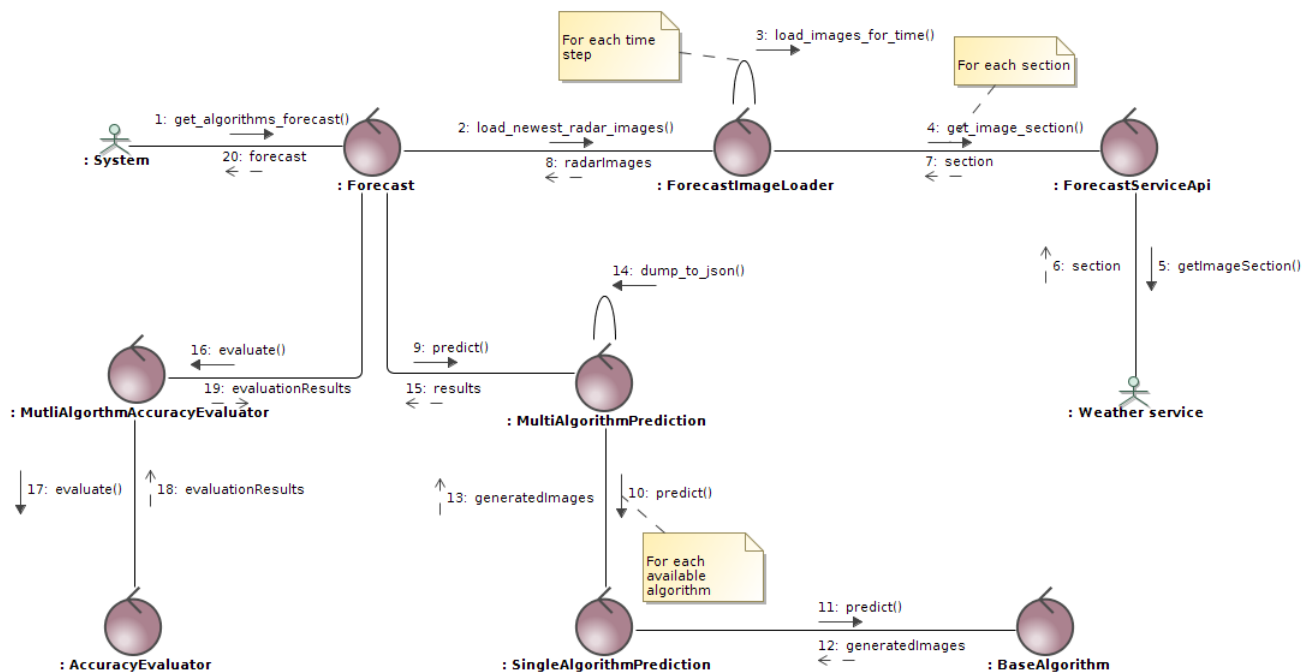 For each time
step
3: load_images_for_time()
For each section
1: get_algorithms_forecast()
2: load_newest_radar_images()
4: get_image_section()
20: forecast
8: radarImages
7: section
: System
: Forecast
: ForecastImageLoader
: ForecastServiceApi
6: section
5: getImageSection()
14: dump_to_json()
16: evaluate()
9: predict()
19: evaluationResults
15: results
: MutliAlgorthmAccuracyEvaluator
: MultiAlgorithmPrediction
: Weather service
17: evaluate()
18: evaluationResults
13: generatedImages
10: predict()
For each
available
algorithm
11: predict()
12: generatedImages
: AccuracyEvaluator
: SingleAlgorithmPrediction
: BaseAlgorithm